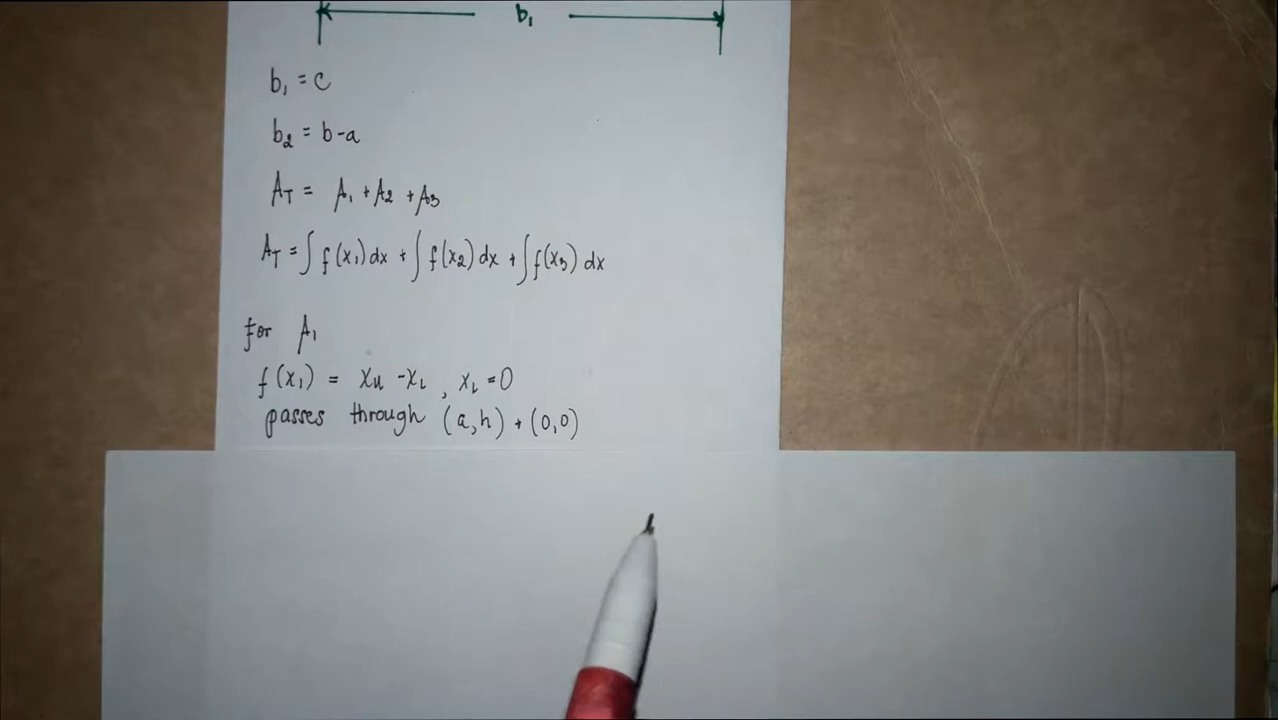 b₁
b₁ = c
b₂ = b-a
A_T = A₁ + A₂ + A₃
A_T = ∫ f(x₁) dx + ∫ f(x₂) dx + ∫ f(x₃) dx
for A₁
f(x₁) = x_u - x_L , x_L = 0
passes through (a,h) + (0,0)